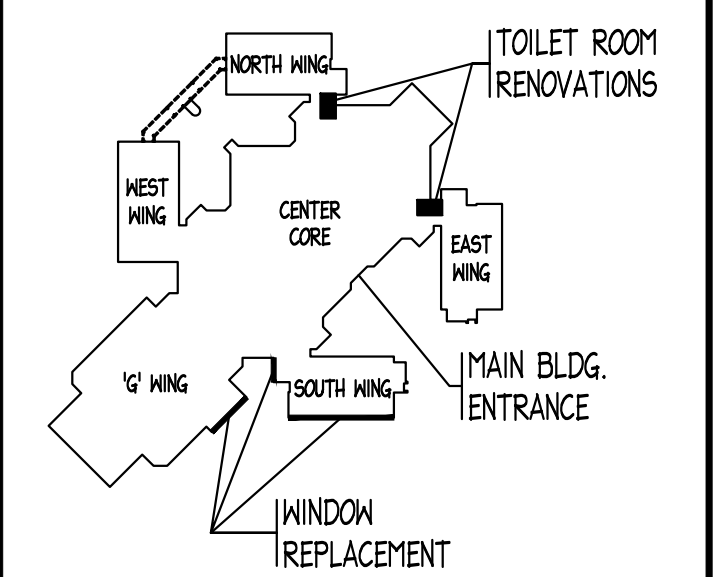 TOILET ROOM
RENOVATIONS
NORTH WING
WEST
WING
CENTER
CORE
EAST
WING
'G' WING
SOUTH WING
MAIN BLDG.
ENTRANCE
WINDOW
REPLACEMENT